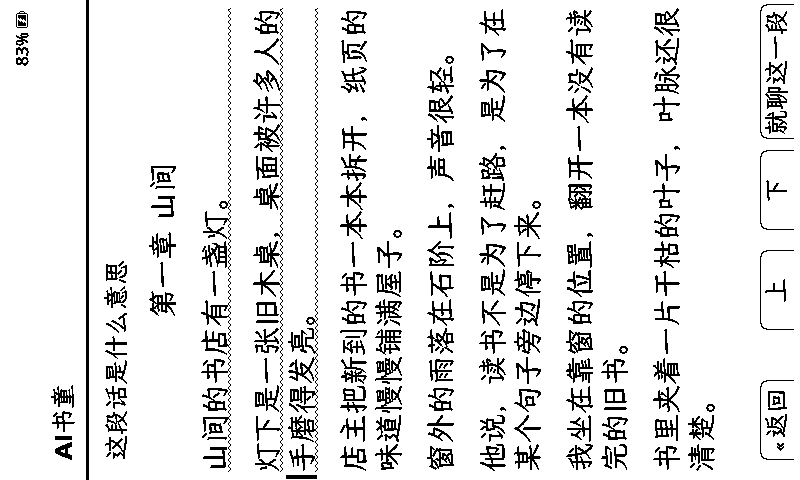 83%
AI书童
这段话是什么意思
第一章 山间
山间的书店有一盏灯。
灯下是一张旧木桌，桌面被许多人的
手磨得发亮。
店主把新到的书一本本拆开，纸页的
味道慢慢铺满屋子。
窗外的雨落在石阶上，声音很轻。
他说，读书不是为了赶路，是为了在
某个句子旁边停下来。
我坐在靠窗的位置，翻开一本没有读
完的旧书。
书里夹着一片干枯的叶子，叶脉还很
清楚。
«返回
上
下
就聊这一段